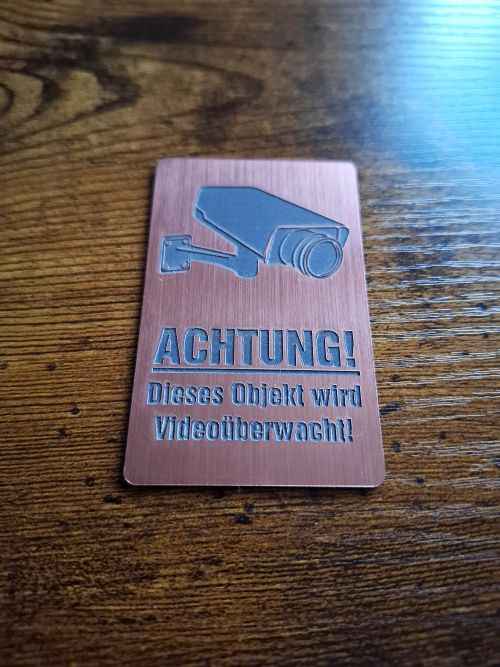 ACHTUNG!
Dieses Objekt wird
Videoüberwacht!